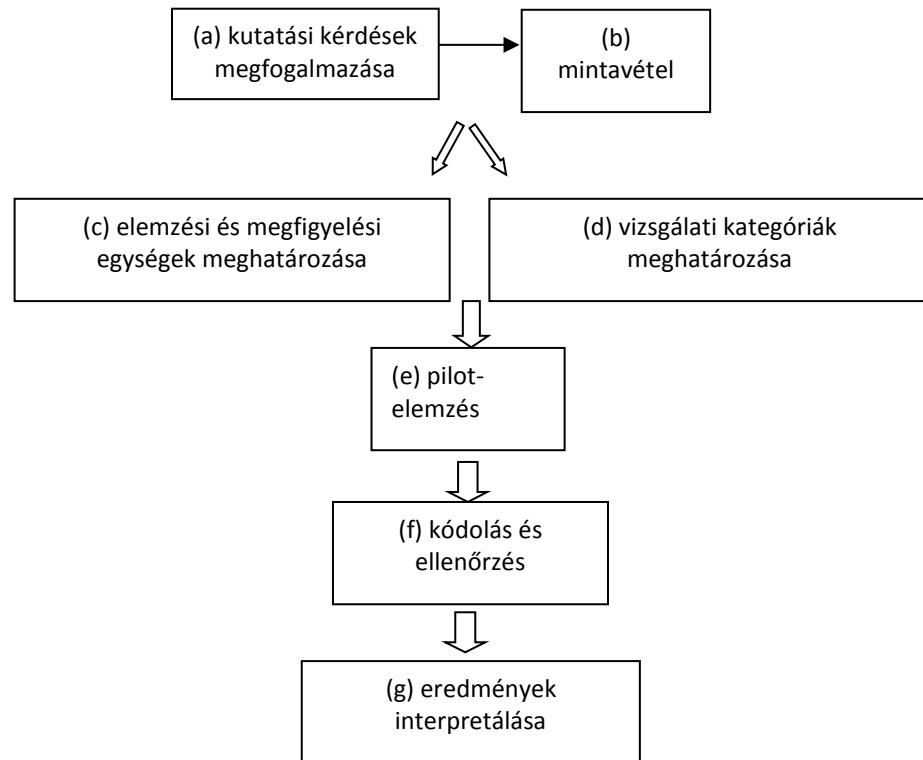 (a) kutatási kérdések
megfogalmazása
(b)
mintavétel
(c) elemzési és megfigyelési
egységek meghatározása
(d) vizsgálati kategóriák
meghatározása
(e) pilot-
elemzés
(f) kódolás és
ellenőrzés
(g) eredmények
interpretálása